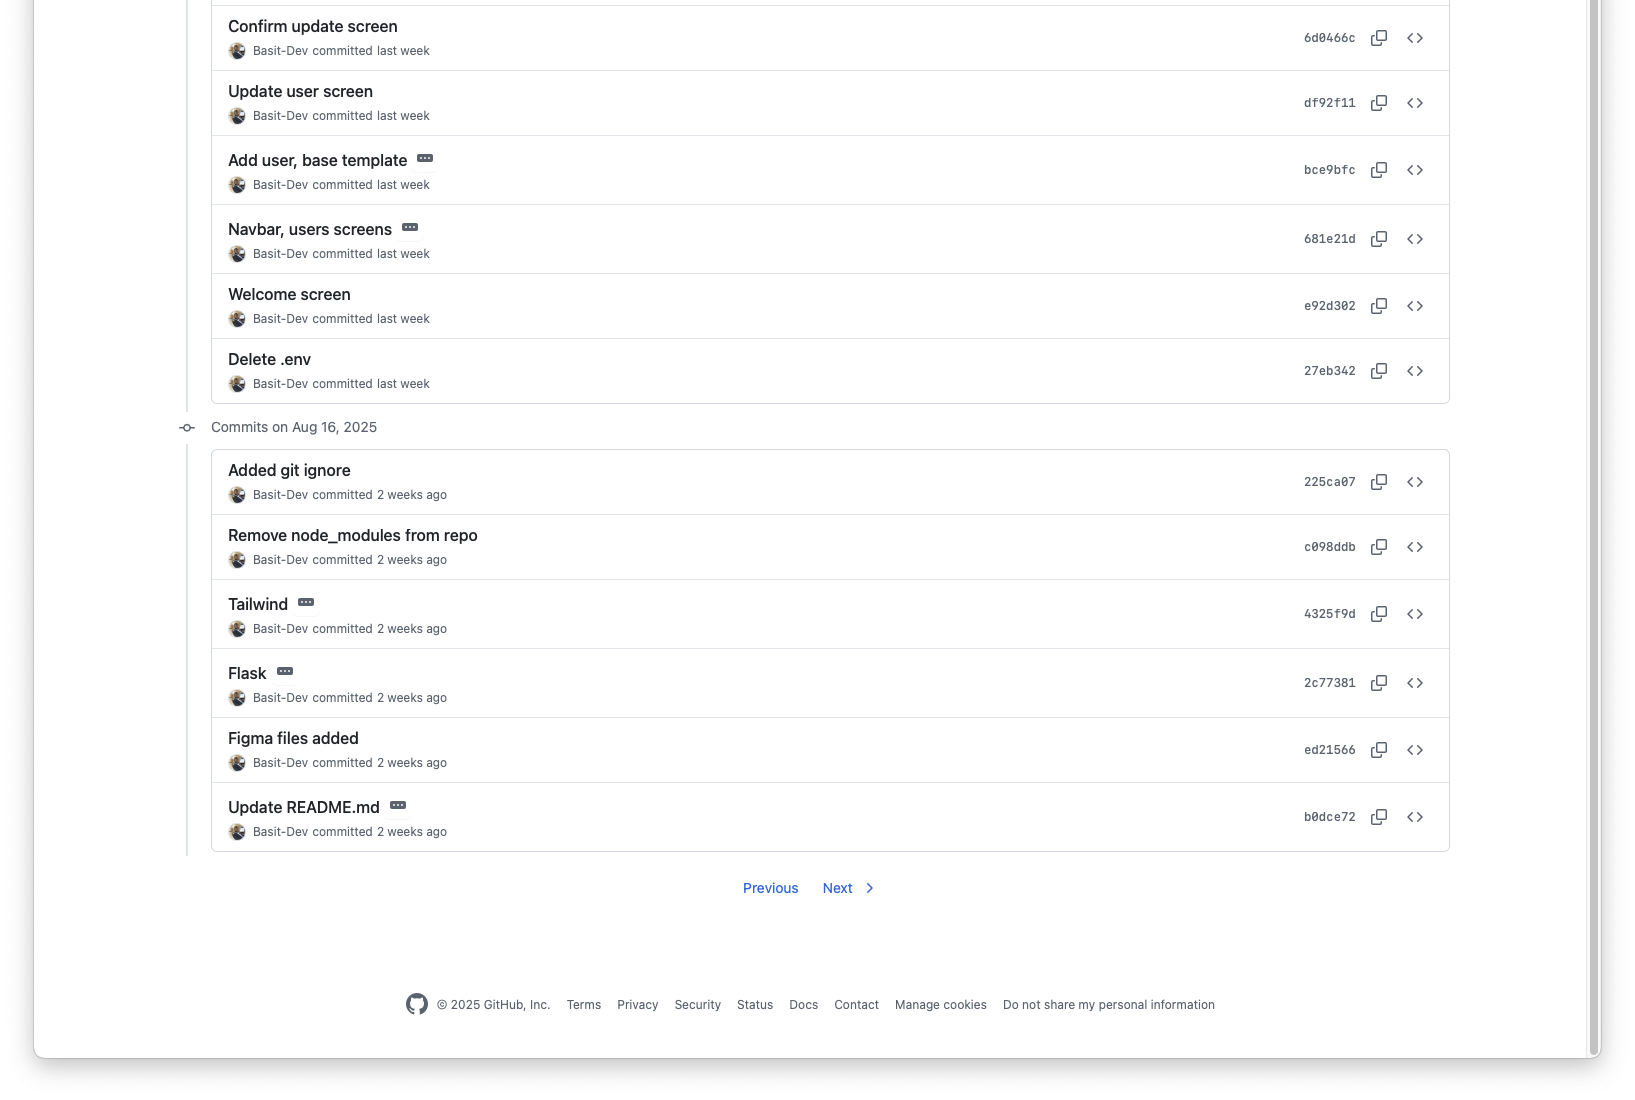 Confirm update screen
Basit-Dev committed last week
6d0466c
Update user screen
Basit-Dev committed last week
df92f11
Add user, base template
Basit-Dev committed last week
bce9bfc
Navbar, users screens
Basit-Dev committed last week
681e21d
Welcome screen
Basit-Dev committed last week
e92d302
Delete .env
Basit-Dev committed last week
27eb342
Commits on Aug 16, 2025
Added git ignore
Basit-Dev committed 2 weeks ago
225ca07
Remove node_modules from repo
Basit-Dev committed 2 weeks ago
c098ddb
Tailwind
Basit-Dev committed 2 weeks ago
4325f9d
Flask
Basit-Dev committed 2 weeks ago
2c77381
Figma files added
Basit-Dev committed 2 weeks ago
ed21566
Update README.md
Basit-Dev committed 2 weeks ago
b0dce72
Previous Next
© 2025 GitHub, Inc. Terms Privacy Security Status Docs Contact Manage cookies Do not share my personal information